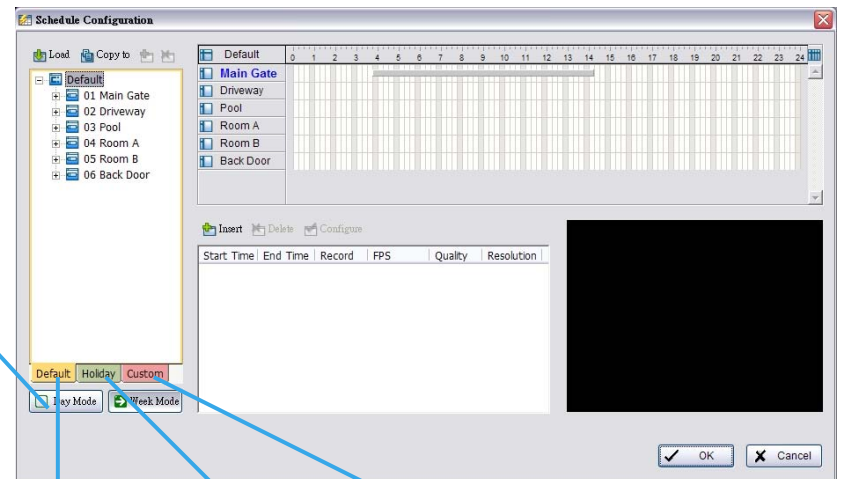 Schedule Configuration
Load Copy to
Default
01 Main Gate
02 Driveway
03 Pool
04 Room A
05 Room B
06 Back Door
Default Holiday Custom
Day Mode Week Mode
Default 0 1 2 3 4 5 6 7 8 9 10 11 12 13 14 15 16 17 18 19 20 21 22 23 24
Main Gate
Driveway
Pool
Room A
Room B
Back Door
Insert Delete Configure
Start Time End Time Record FPS Quality Resolution
OK Cancel